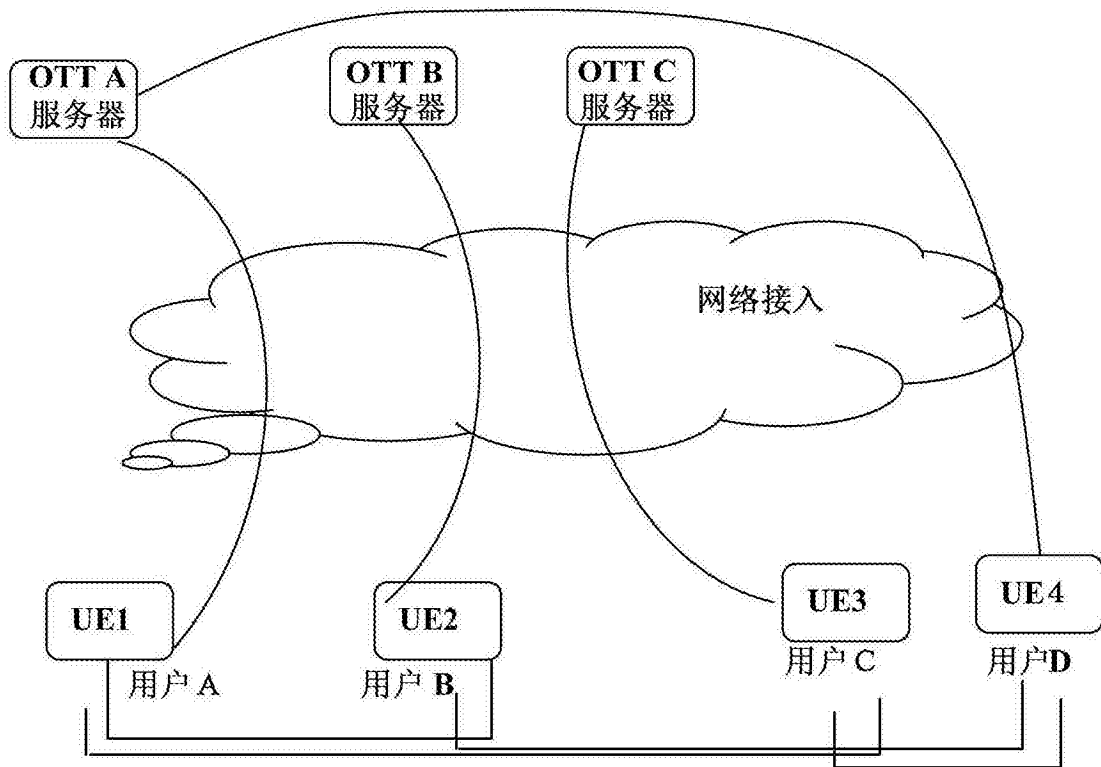 OTT A
服务器
OTT B
服务器
OTT C
服务器
网络接入
UE1
用户 A
UE2
用户 B
UE3
用户 C
UE4
用户D